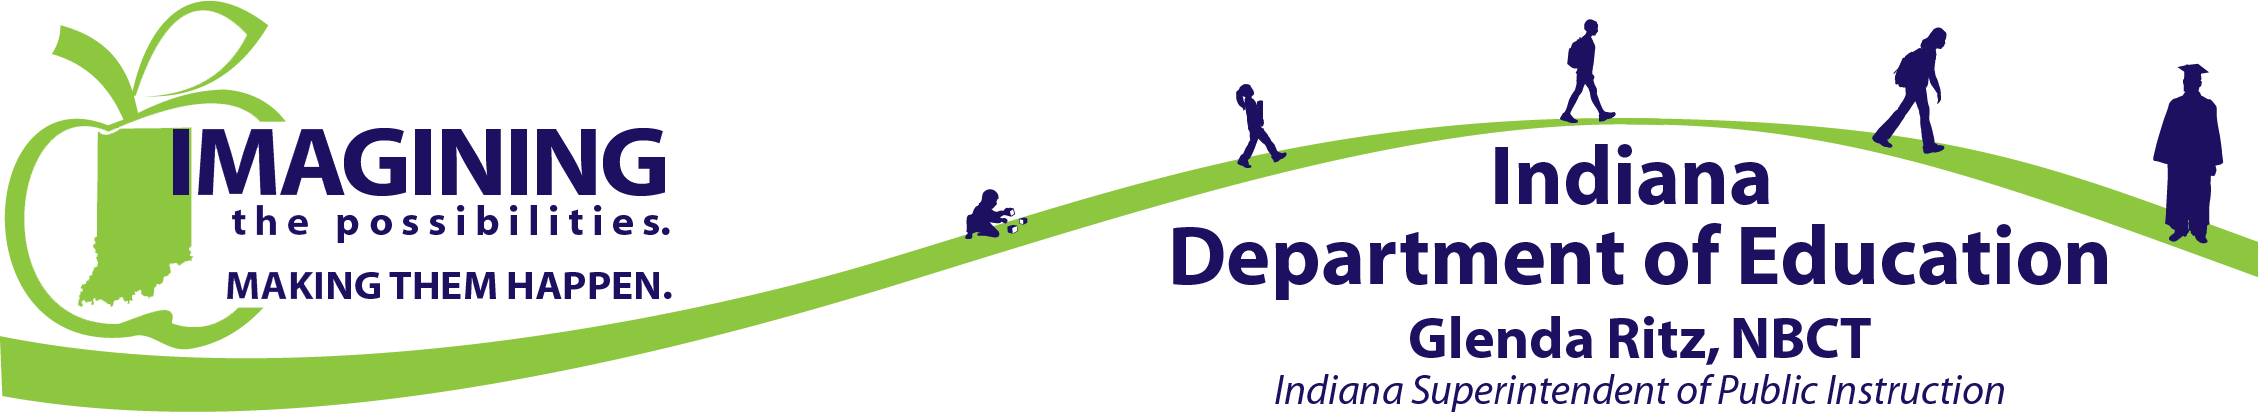 IMAGINING
the possibilities.
MAKING THEM HAPPEN.
Indiana
Department of Education
Glenda Ritz, NBCT
Indiana Superintendent of Public Instruction